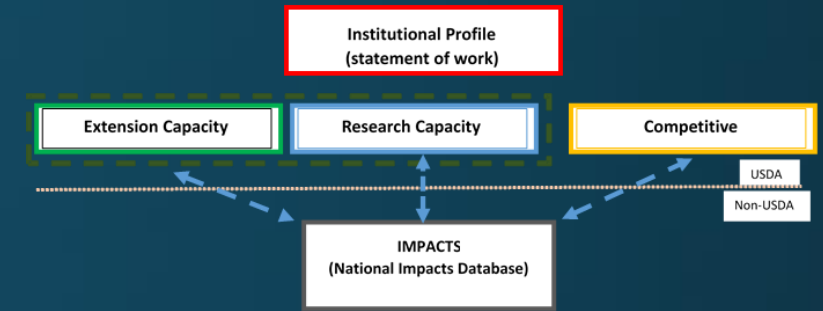 Institutional Profile
(statement of work)
Extension Capacity
Research Capacity
Competitive
USDA
Non-USDA
IMPACTS
(National Impacts Database)